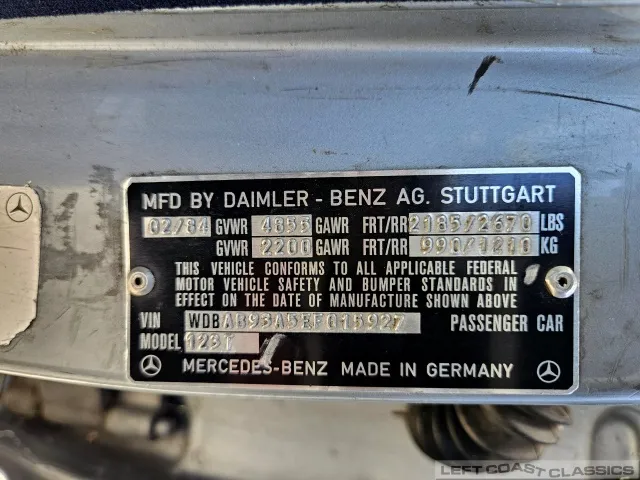 MFD BY DAIMLER - BENZ AG. STUTTGART
02/84 GVWR 4855 GAWR FRT/RR 2185/2670 LBS
GVWR 2200 GAWR FRT/RR 990/1210 KG
THIS VEHICLE CONFORMS TO ALL APPLICABLE FEDERAL
MOTOR VEHICLE SAFETY AND BUMPER STANDARDS IN
EFFECT ON THE DATE OF MANUFACTURE SHOWN ABOVE
VIN WDBAB93A5EF015927 PASSENGER CAR
MODEL 123T
MERCEDES-BENZ MADE IN GERMANY
LEFT COAST CLASSICS